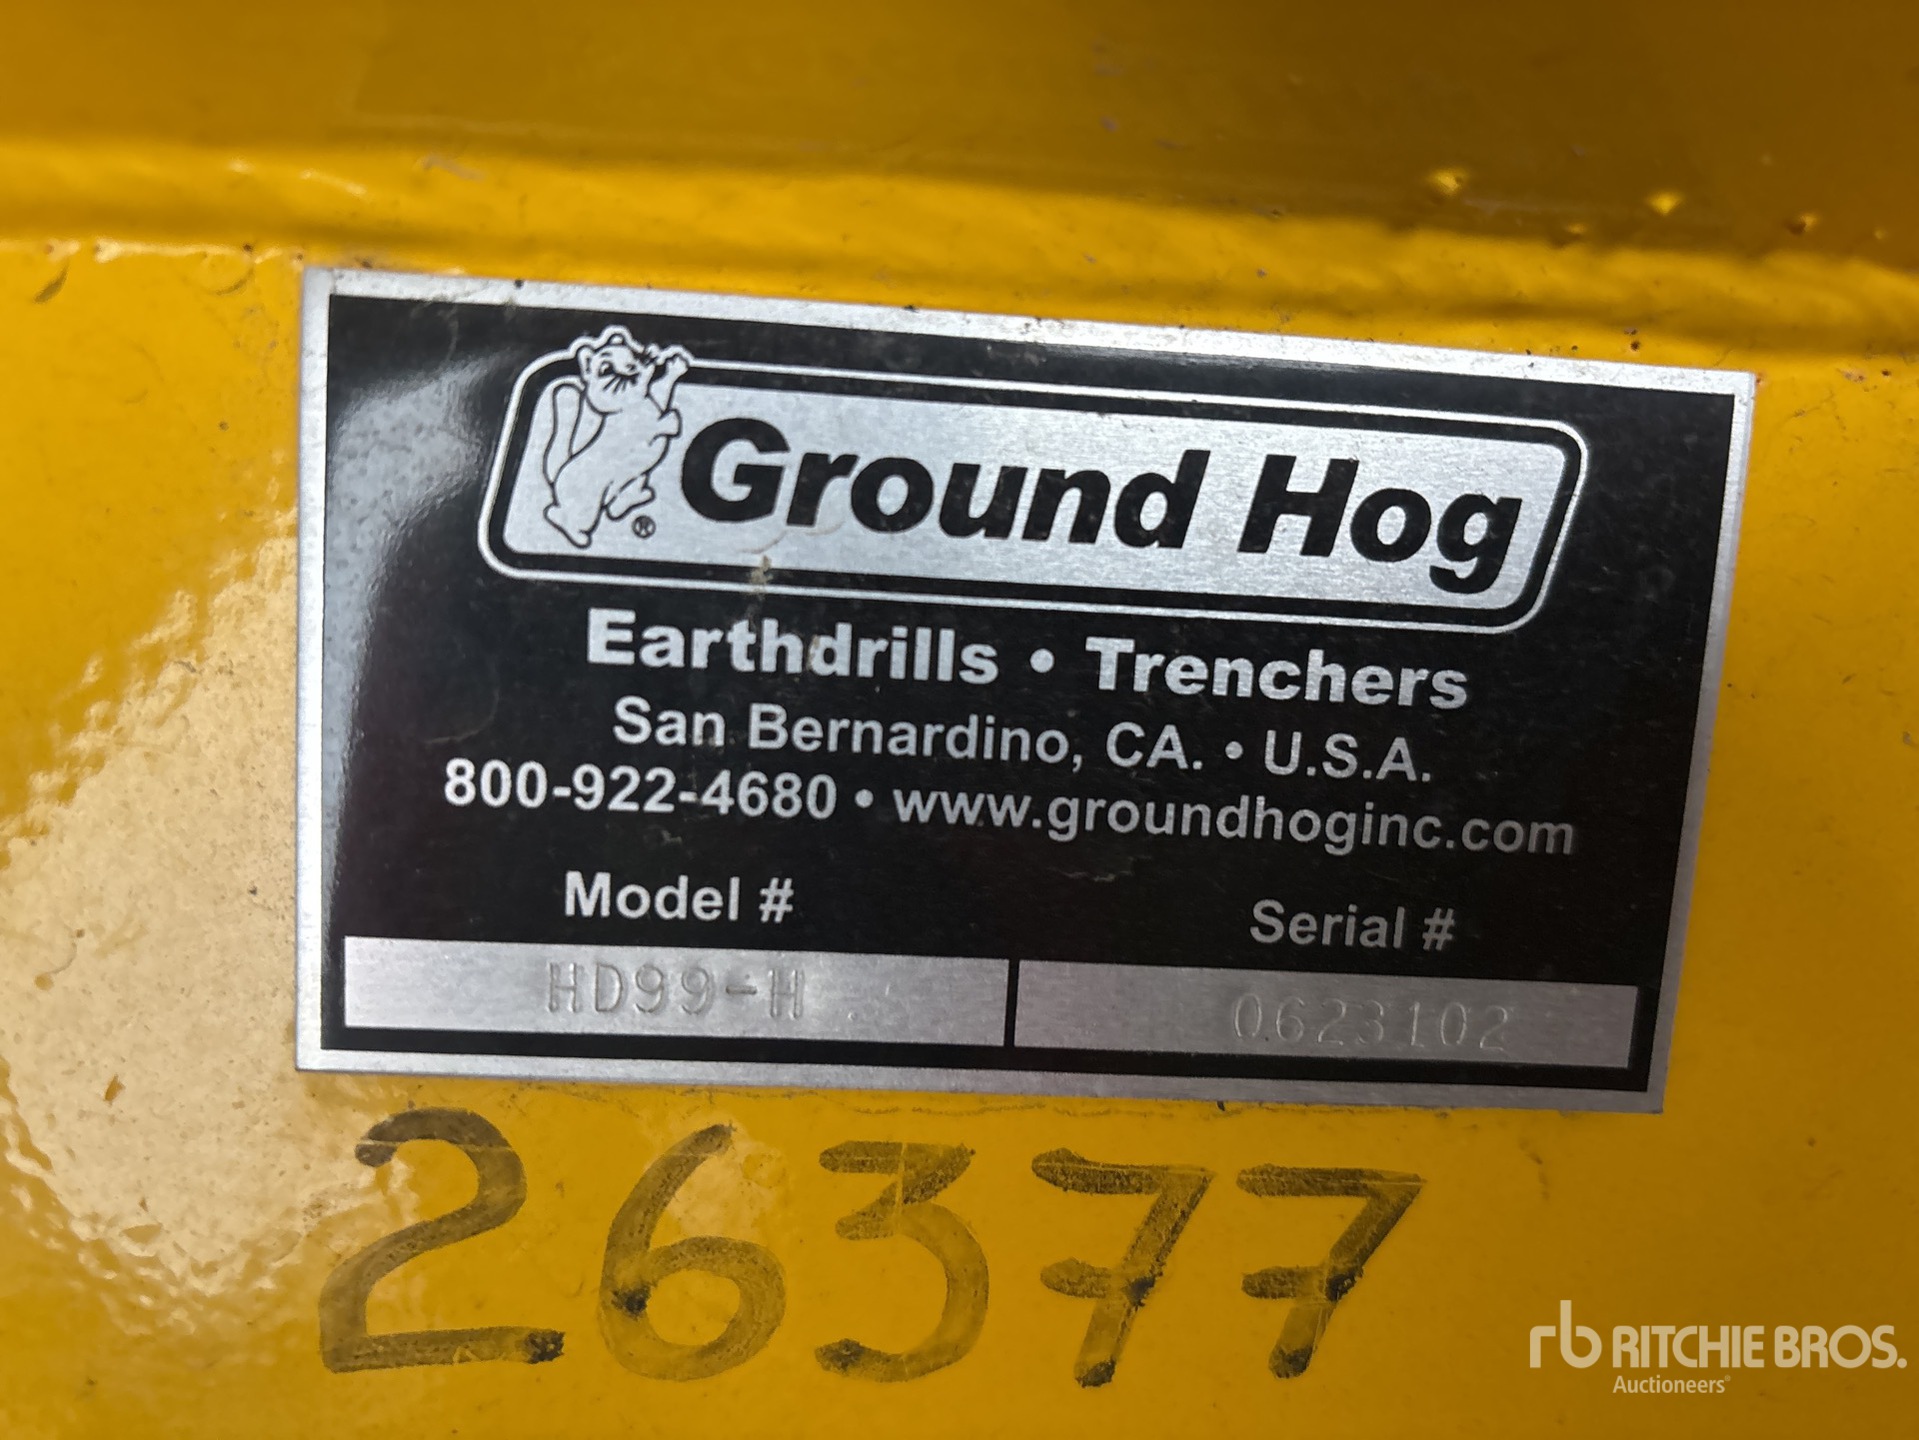 Ground Hog
®
Earthdrills • Trenchers
San Bernardino, CA. • U.S.A.
800-922-4680 • www.groundhoginc.com
Model # Serial #
HD99-H 0623102
26377
rb RITCHIE BROS.
Auctioneers®